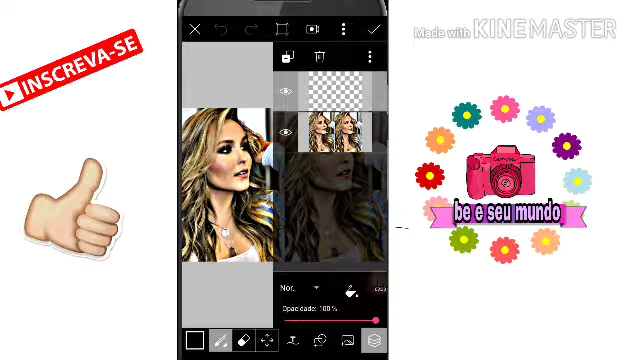 INSCREVA-SE
Made with KINEMASTER
Nor..
Opacidade: 100 %
be e seu mundo